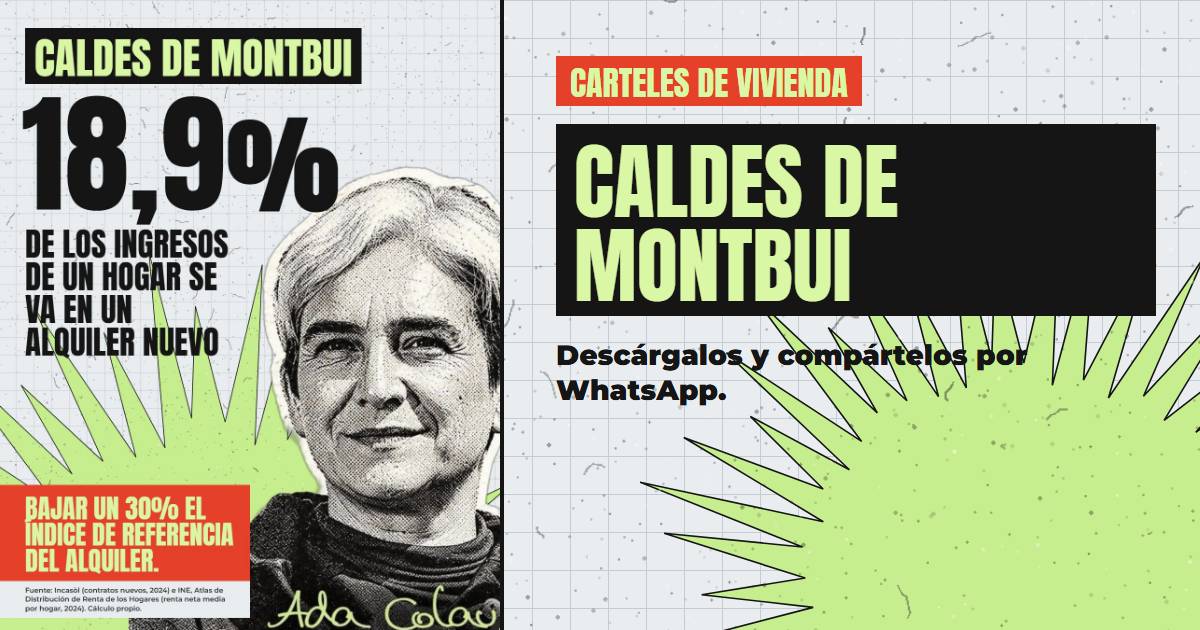 CALDES DE MONTBUI
18,9%
DE LOS INGRESOS
DE UN HOGAR SE
VA EN UN
ALQUILER NUEVO
BAJAR UN 30% EL
ÍNDICE DE REFERENCIA
DEL ALQUILER.
Fuente: Incasòl (contratos nuevos, 2024) e INE, Atlas de
Distribución de Renta de los Hogares (renta neta media
por hogar, 2024). Cálculo propio.
Ada Colau
CARTELES DE VIVIENDA
CALDES DE
MONTBUI
Descárgalos y compártelos por
WhatsApp.